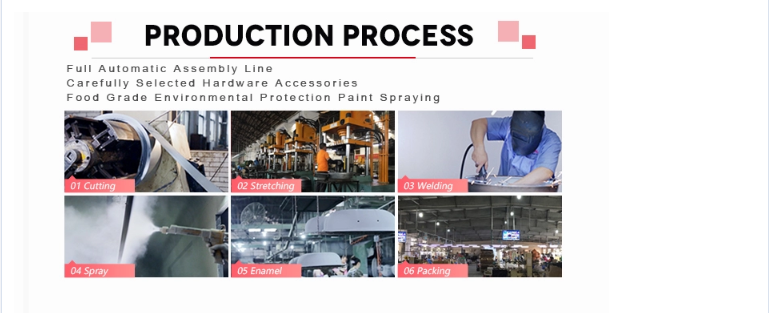 PRODUCTION PROCESS
Full Automatic Assembly Line
Carefully Selected Hardware Accessories
Food Grade Environmental Protection Paint Spraying
01 Cutting
02 Stretching
03 Welding
04 Spray
05 Enamel
06 Packing